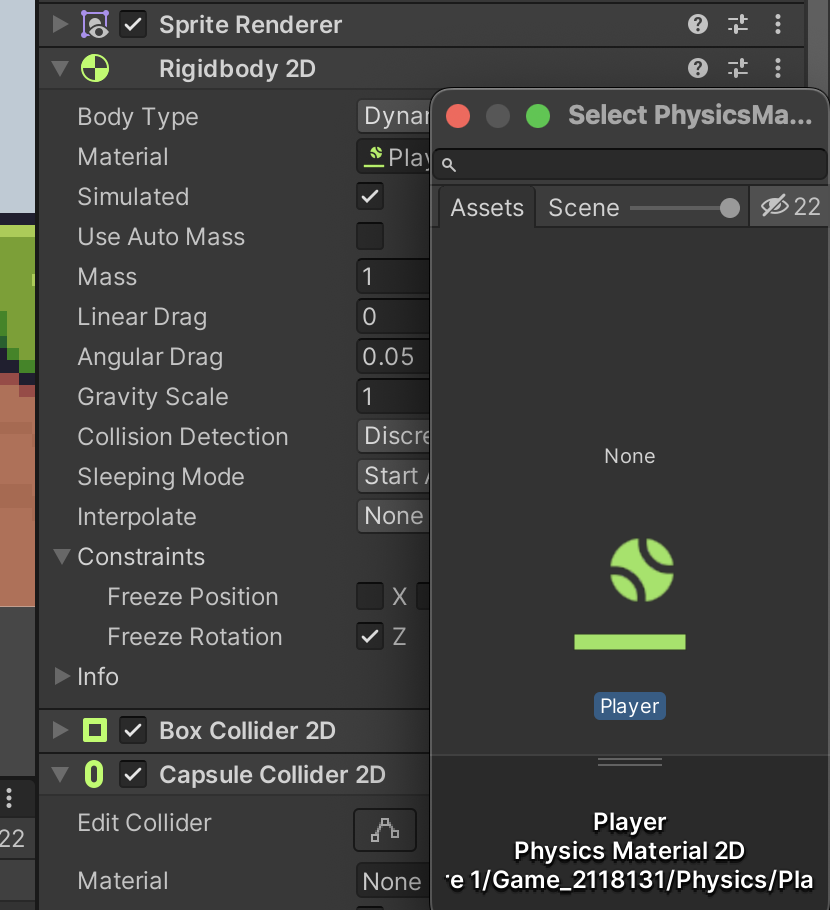 Sprite Renderer
Rigidbody 2D
Body Type
Dynar
Material
Play
Simulated
Use Auto Mass
Mass
1
Linear Drag
0
Angular Drag
0.05
Gravity Scale
1
Collision Detection
Discre
Sleeping Mode
Start A
Interpolate
None
Constraints
Freeze Position
X
Freeze Rotation
Z
Info
Box Collider 2D
Capsule Collider 2D
Edit Collider
Material
None
22
Select PhysicsMa...
Assets
Scene
22
None
Player
Player
Physics Material 2D
e 1/Game_2118131/Physics/Pla